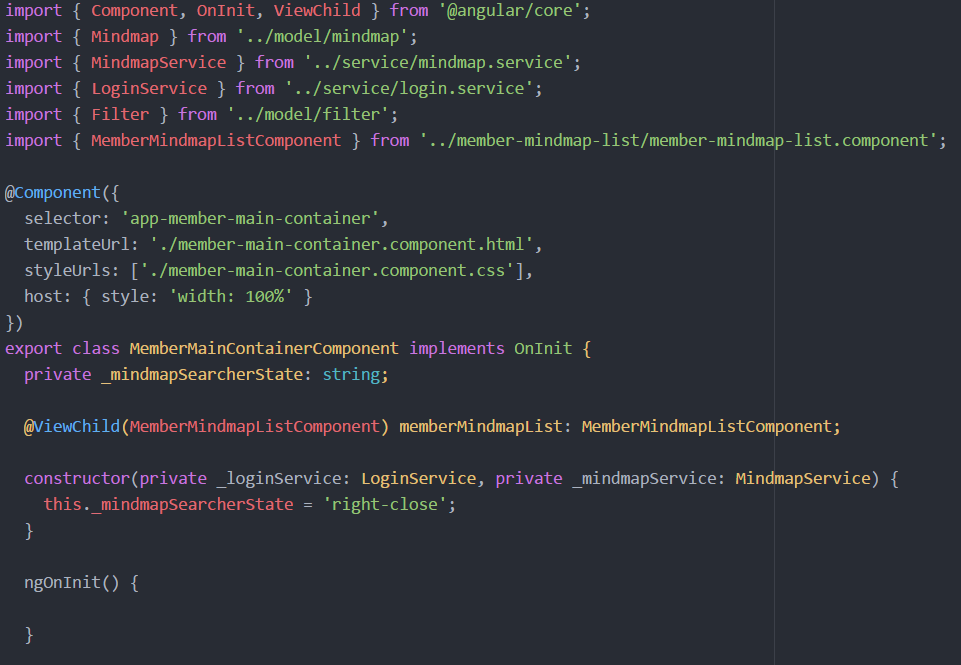 import { Component, OnInit, ViewChild } from '@angular/core';
import { Mindmap } from '../model/mindmap';
import { MindmapService } from '../service/mindmap.service';
import { LoginService } from '../service/login.service';
import { Filter } from '../model/filter';
import { MemberMindmapListComponent } from '../member-mindmap-list/member-mindmap-list.component';
@Component({
  selector: 'app-member-main-container',
  templateUrl: './member-main-container.component.html',
  styleUrls: ['./member-main-container.component.css'],
  host: { style: 'width: 100%' }
})
export class MemberMainContainerComponent implements OnInit {
  private _mindmapSearcherState: string;
  @ViewChild(MemberMindmapListComponent) memberMindmapList: MemberMindmapListComponent;
  constructor(private _loginService: LoginService, private _mindmapService: MindmapService) {
    this._mindmapSearcherState = 'right-close';
  }
  ngOnInit() {
  }